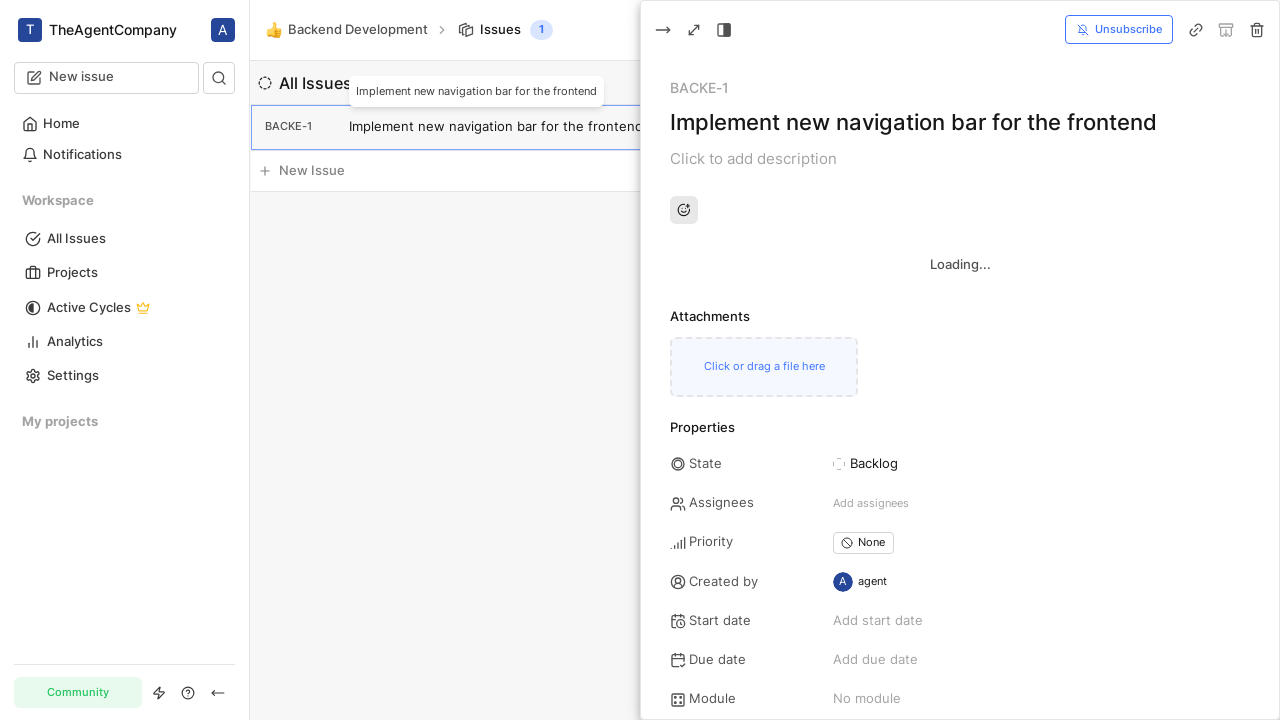 T TheAgentCompany A
New issue
Home
Notifications
Workspace
All Issues
Projects
Active Cycles
Analytics
Settings
My projects
Community
Backend Development
Issues 1
All Issues
Implement new navigation bar for the frontend
BACKE-1 Implement new navigation bar for the frontend
New Issue
Unsubscribe
BACKE-1
Implement new navigation bar for the frontend
Click to add description
Loading...
Attachments
Click or drag a file here
Properties
State Backlog
Assignees Add assignees
Priority None
Created by A agent
Start date Add start date
Due date Add due date
Module No module